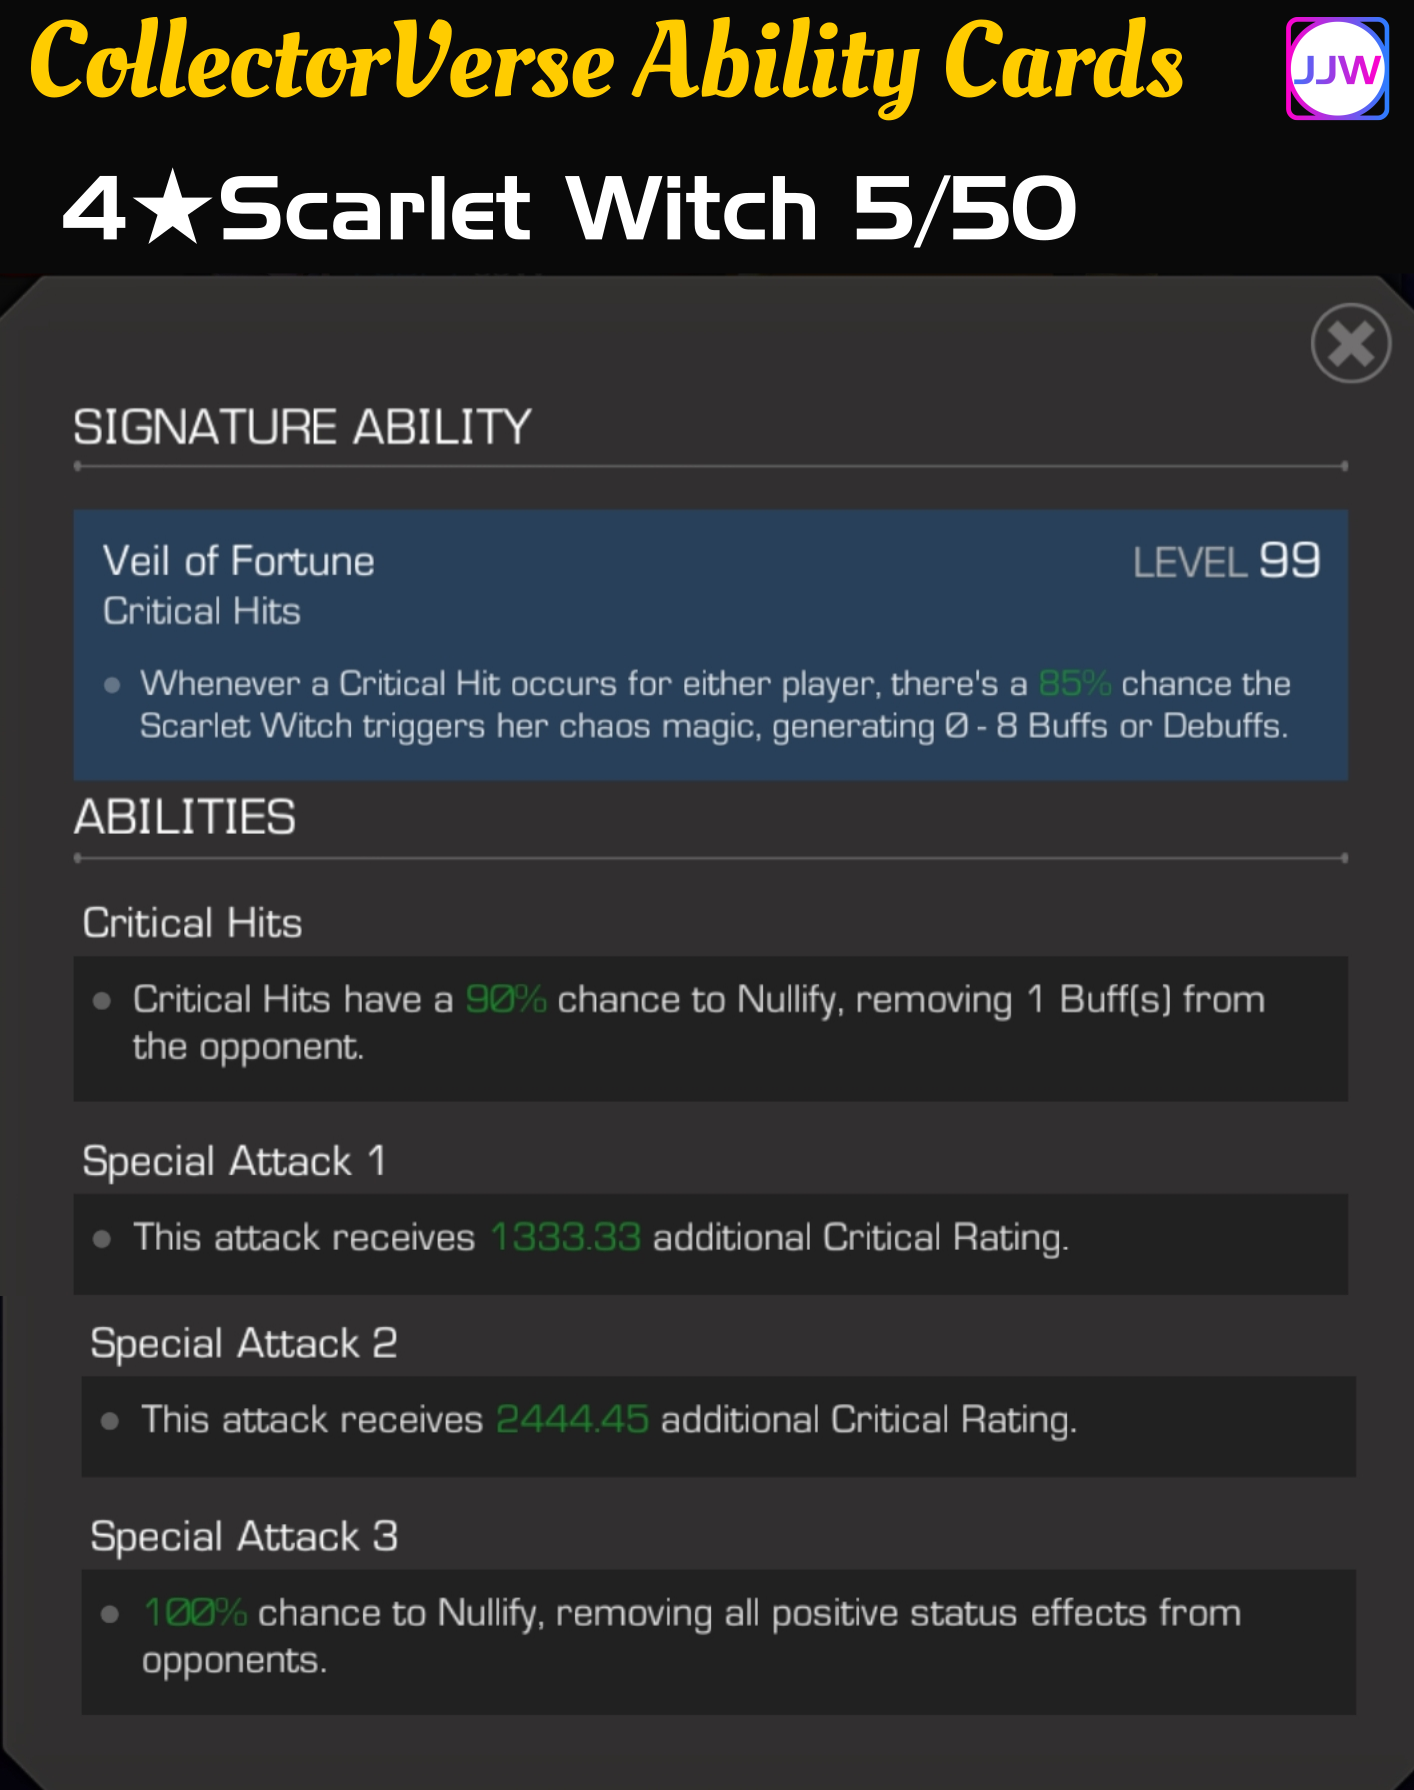 CollectorVerse Ability Cards
JJW
4★Scarlet Witch 5/50
SIGNATURE ABILITY
Veil of Fortune
LEVEL 99
Critical Hits
Whenever a Critical Hit occurs for either player, there's a 85% chance the
Scarlet Witch triggers her chaos magic, generating 0 - 8 Buffs or Debuffs.
ABILITIES
Critical Hits
Critical Hits have a 90% chance to Nullify, removing 1 Buff(s) from
the opponent.
Special Attack 1
This attack receives 1333.33 additional Critical Rating.
Special Attack 2
This attack receives 2444.45 additional Critical Rating.
Special Attack 3
100% chance to Nullify, removing all positive status effects from
opponents.